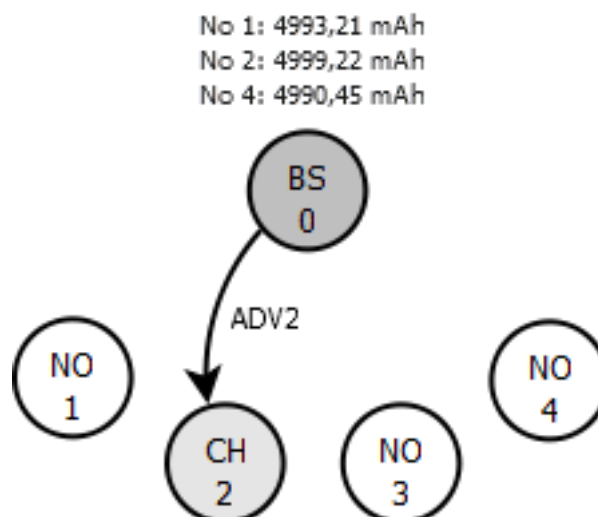 No 1: 4993,21 mAh
No 2: 4999,22 mAh
No 4: 4990,45 mAh
BS
0
ADV2
NO
1
CH
2
NO
3
NO
4